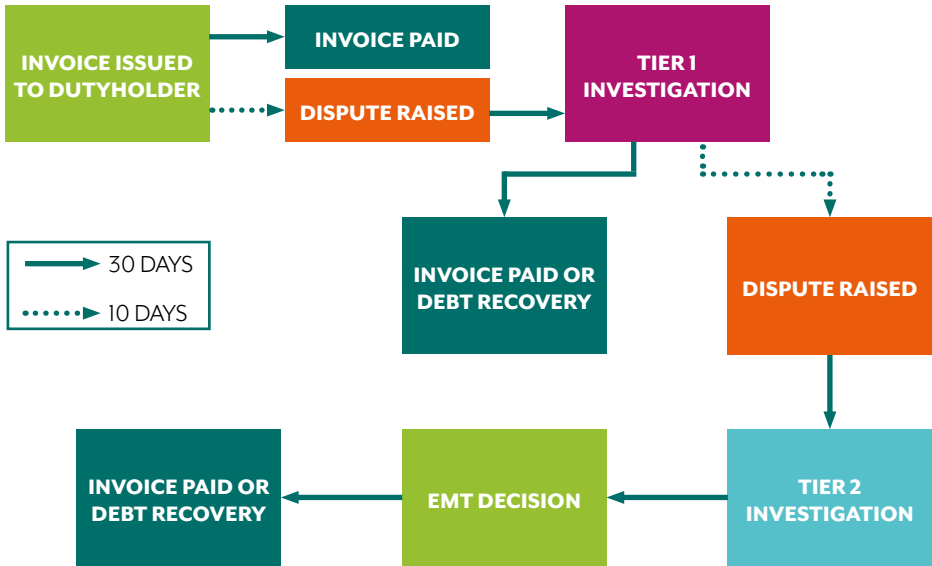 INVOICE ISSUED
TO DUTYHOLDER
INVOICE PAID
DISPUTE RAISED
TIER 1
INVESTIGATION
30 DAYS
10 DAYS
INVOICE PAID OR
DEBT RECOVERY
DISPUTE RAISED
INVOICE PAID OR
DEBT RECOVERY
EMT DECISION
TIER 2
INVESTIGATION